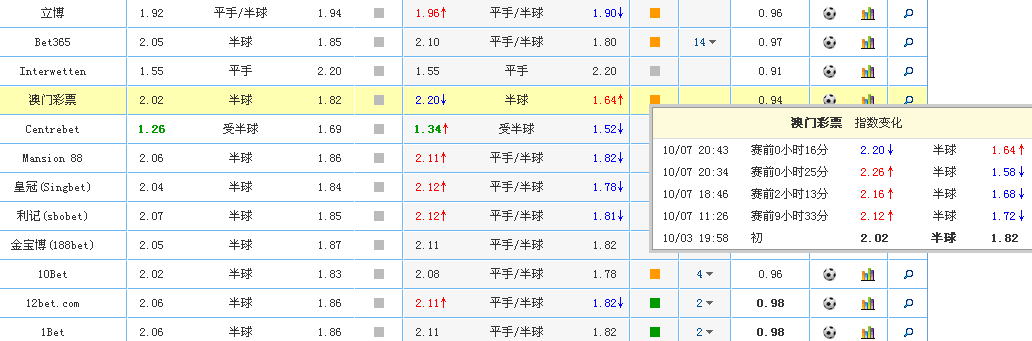 立博 1.92 平手/半球 1.94 1.96↑ 平手/半球 1.90↓ 0.96
Bet365 2.05 半球 1.85 2.10 平手/半球 1.80 14 0.97
Interwetten 1.55 平手 2.20 1.55 平手 2.20 0.91
澳门彩票 2.02 半球 1.82 2.20↓ 半球 1.64↑ 0.94
Centrebet 1.26 受半球 1.69 1.34↑ 受半球 1.52↓
Mansion 88 2.06 半球 1.86 2.11↑ 平手/半球 1.82↓
皇冠(Singbet) 2.04 半球 1.84 2.12↑ 平手/半球 1.78↓
利记(sbobet) 2.07 半球 1.85 2.12↑ 平手/半球 1.81↓
金宝博(188bet) 2.05 半球 1.87 2.11 平手/半球 1.82
10Bet 2.02 半球 1.83 2.08 平手/半球 1.78 4 0.96
12bet.com 2.06 半球 1.86 2.11↑ 平手/半球 1.82↓ 2 0.98
1Bet 2.06 半球 1.86 2.11 平手/半球 1.82 2 0.98
澳门彩票 指数变化
10/07 20:43 赛前0小时16分 2.20↓ 半球 1.64↑
10/07 20:34 赛前0小时25分 2.26↑ 半球 1.58↓
10/07 18:46 赛前2小时13分 2.16↑ 半球 1.68↓
10/07 11:26 赛前9小时33分 2.12↑ 半球 1.72↓
10/03 19:58 初 2.02 半球 1.82